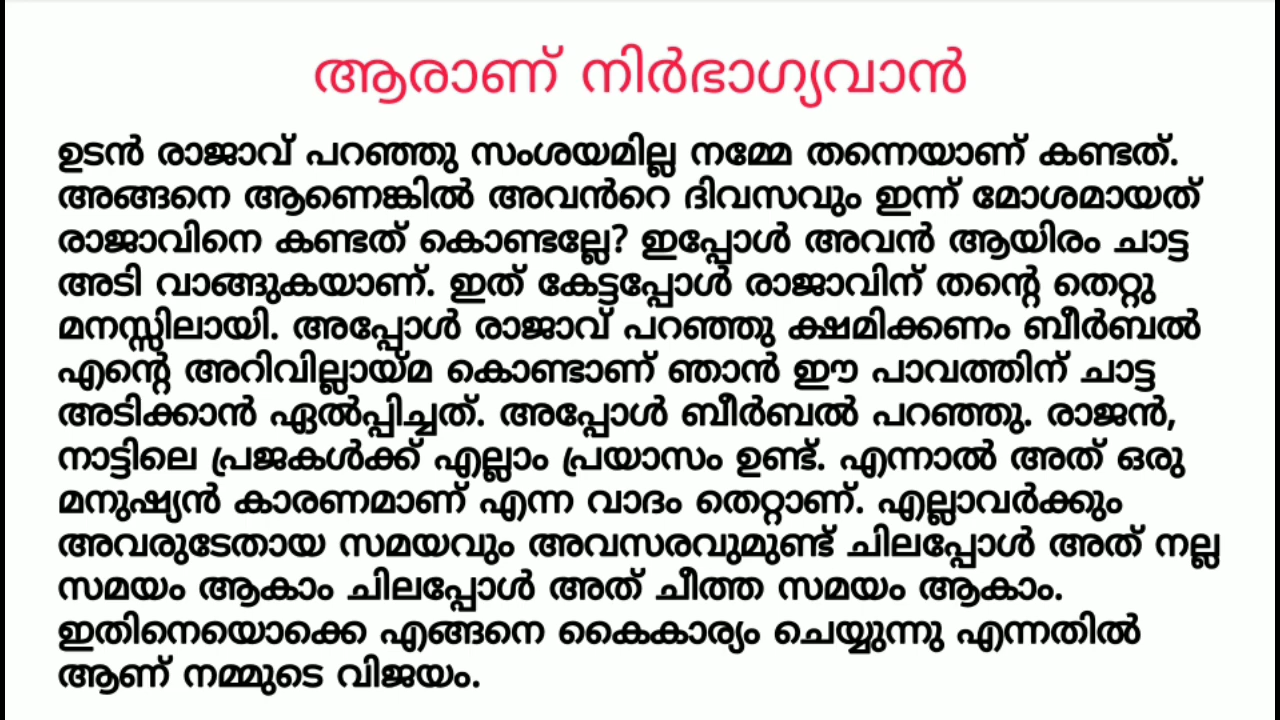 ആരാണ് നിർഭാഗ്യവാൻ
ഉടൻ രാജാവ് പറഞ്ഞു സംശയമില്ല നമ്മേ തന്നെയാണ് കണ്ടത്.
അങ്ങനെ ആണെങ്കിൽ അവൻറെ ദിവസവും ഇന്ന് മോശമായത്
രാജാവിനെ കണ്ടത് കൊണ്ടല്ലേ? ഇപ്പോൾ അവൻ ആയിരം ചാട്ട
അടി വാങ്ങുകയാണ്. ഇത് കേട്ടപ്പോൾ രാജാവിന് തന്റെ തെറ്റു
മനസ്സിലായി. അപ്പോൾ രാജാവ് പറഞ്ഞു ക്ഷമിക്കണം ബീർബൽ
എന്റെ അറിവില്ലായ്മ കൊണ്ടാണ് ഞാൻ ഈ പാവത്തിന് ചാട്ട
അടിക്കാൻ ഏൽപ്പിച്ചത്. അപ്പോൾ ബീർബൽ പറഞ്ഞു. രാജൻ,
നാട്ടിലെ പ്രജകൾക്ക് എല്ലാം പ്രയാസം ഉണ്ട്. എന്നാൽ അത് ഒരു
മനുഷ്യൻ കാരണമാണ് എന്ന വാദം തെറ്റാണ്. എല്ലാവർക്കും
അവരുടേതായ സമയവും അവസരവുമുണ്ട് ചിലപ്പോൾ അത് നല്ല
സമയം ആകാം ചിലപ്പോൾ അത് ചീത്ത സമയം ആകാം.
ഇതിനെയൊക്കെ എങ്ങനെ കൈകാര്യം ചെയ്യുന്നു എന്നതിൽ
ആണ് നമ്മുടെ വിജയം.